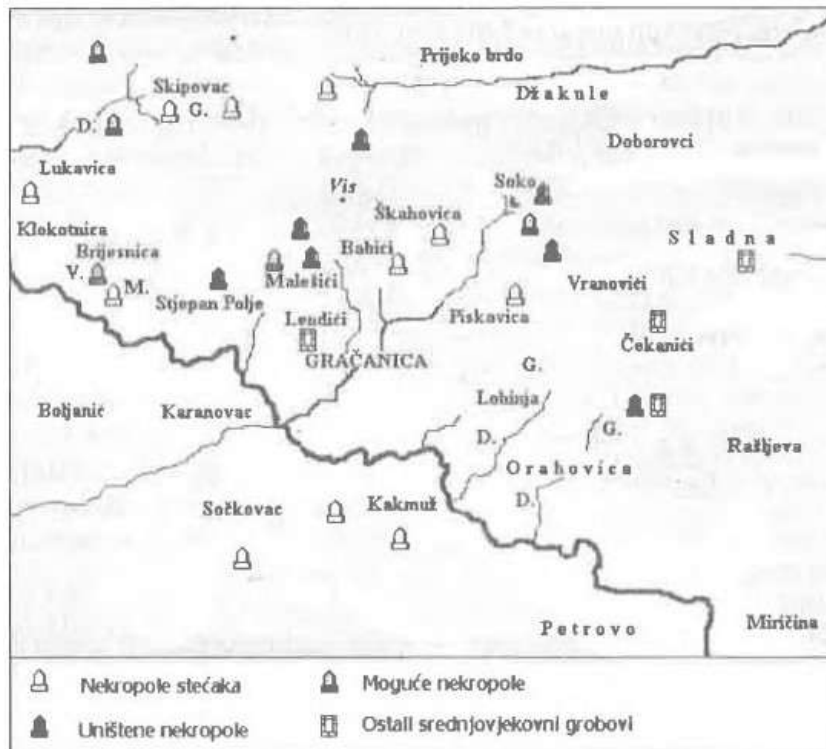 Prijeko brdo
Skipovac
Džakule
G.
D.
Doborovci
Lukavica
Vis
Soko
Škahovica
Klokotnica
Sladna
Babići
Brijesnica
V.
Malešići
M.
Vranovići
Stjepan Polje
Piskavica
Lendići
Čekanići
GRAČANICA
G.
Lohinja
Boljanić
Karanovac
D.
G.
Rašljeva
Orahovica
D.
Sočkovac
Kakmuž
Petrovo
Miričina
Nekropole stećaka
Moguće nekropole
Uništene nekropole
Ostali srednjovjekovni grobovi